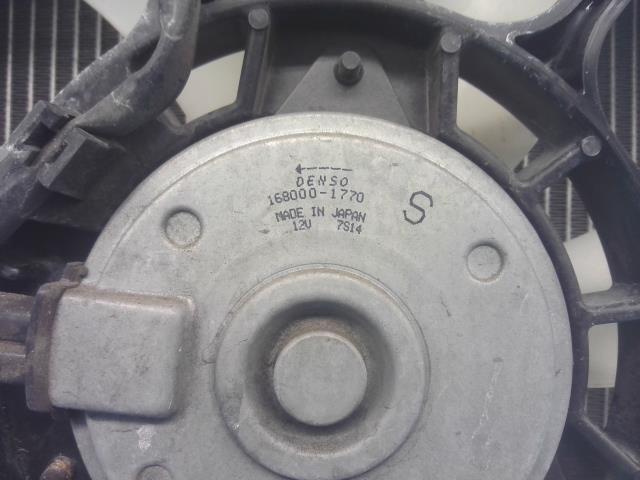 DENSO
168000-1770
S
MADE IN JAPAN
12V 7S14